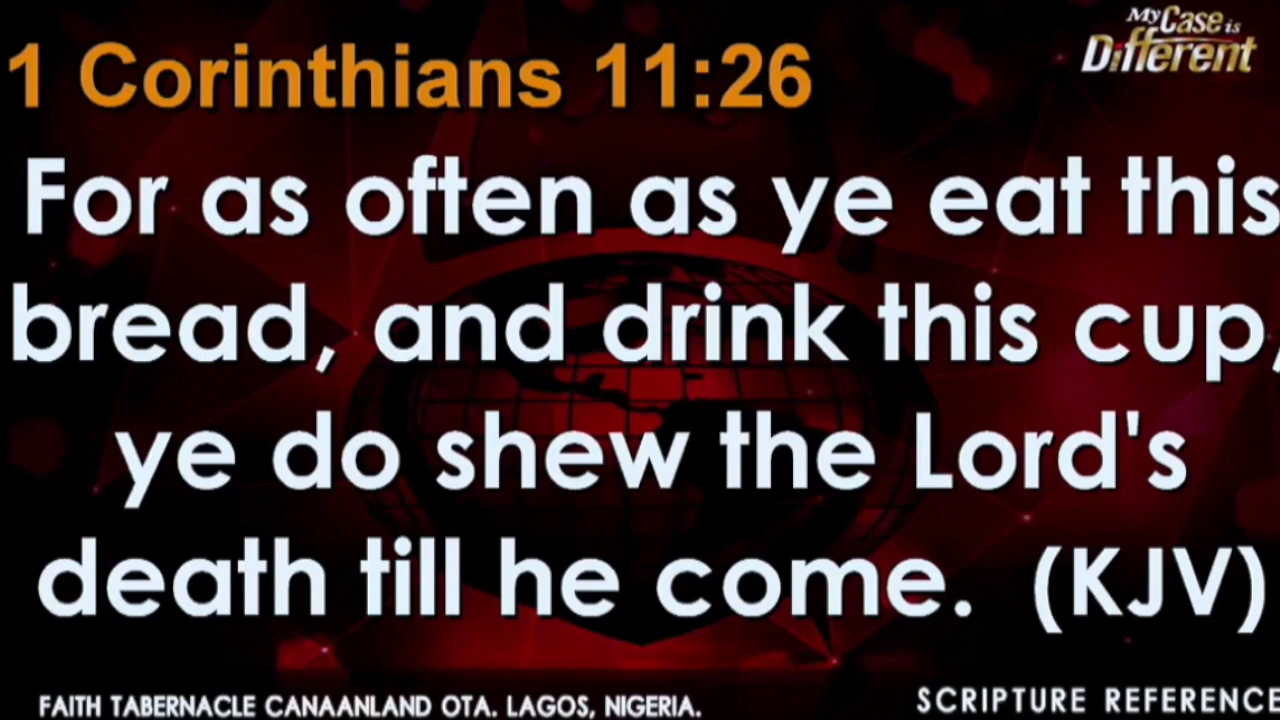 My Case is
Different
1 Corinthians 11:26
For as often as ye eat this
bread, and drink this cup,
ye do shew the Lord's
death till he come. (KJV)
FAITH TABERNACLE CANAANLAND OTA. LAGOS, NIGERIA.
SCRIPTURE REFERENCE